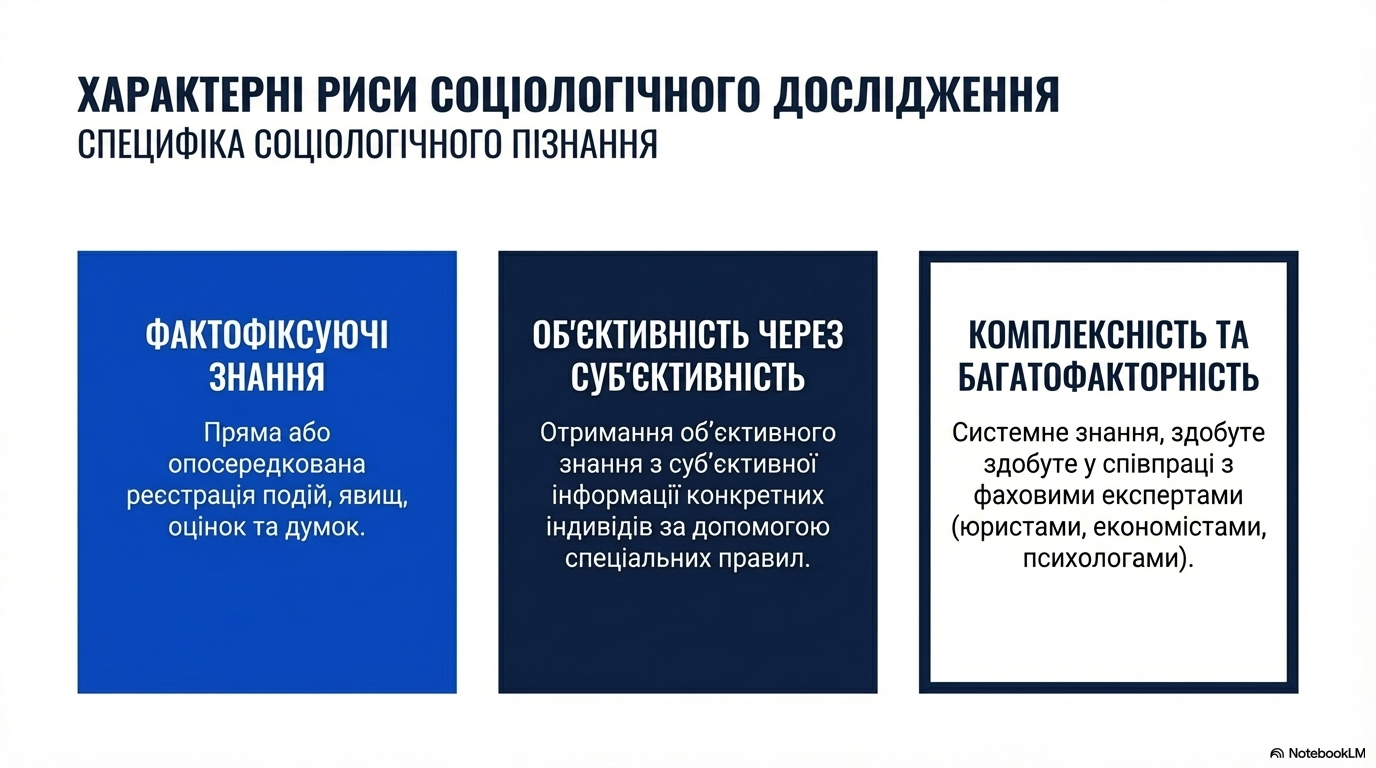 ХАРАКТЕРНІ РИСИ СОЦІОЛОГІЧНОГО ДОСЛІДЖЕННЯ
СПЕЦИФІКА СОЦІОЛОГІЧНОГО ПІЗНАННЯ
ФАКТОФІКСУЮЧІ
ЗНАННЯ
Пряма або
опосередкована
реєстрація подій, явищ,
оцінок та думок.
ОБ'ЄКТИВНІСТЬ ЧЕРЕЗ
СУБ'ЄКТИВНІСТЬ
Отримання об’єктивного
знання з суб’єктивної
інформації конкретних
індивідів за допомогою
спеціальних правил.
КОМПЛЕКСНІСТЬ ТА
БАГАТОФАКТОРНІСТЬ
Системне знання, здобуте
здобуте у співпраці з
фаховими експертами
(юристами, економістами,
психологами).
NotebookLM